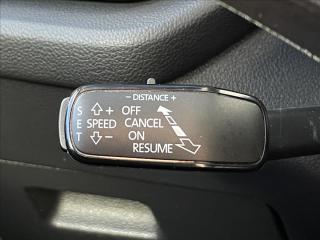 − DISTANCE +
S E T
+ SPEED −
OFF
CANCEL
ON
RESUME